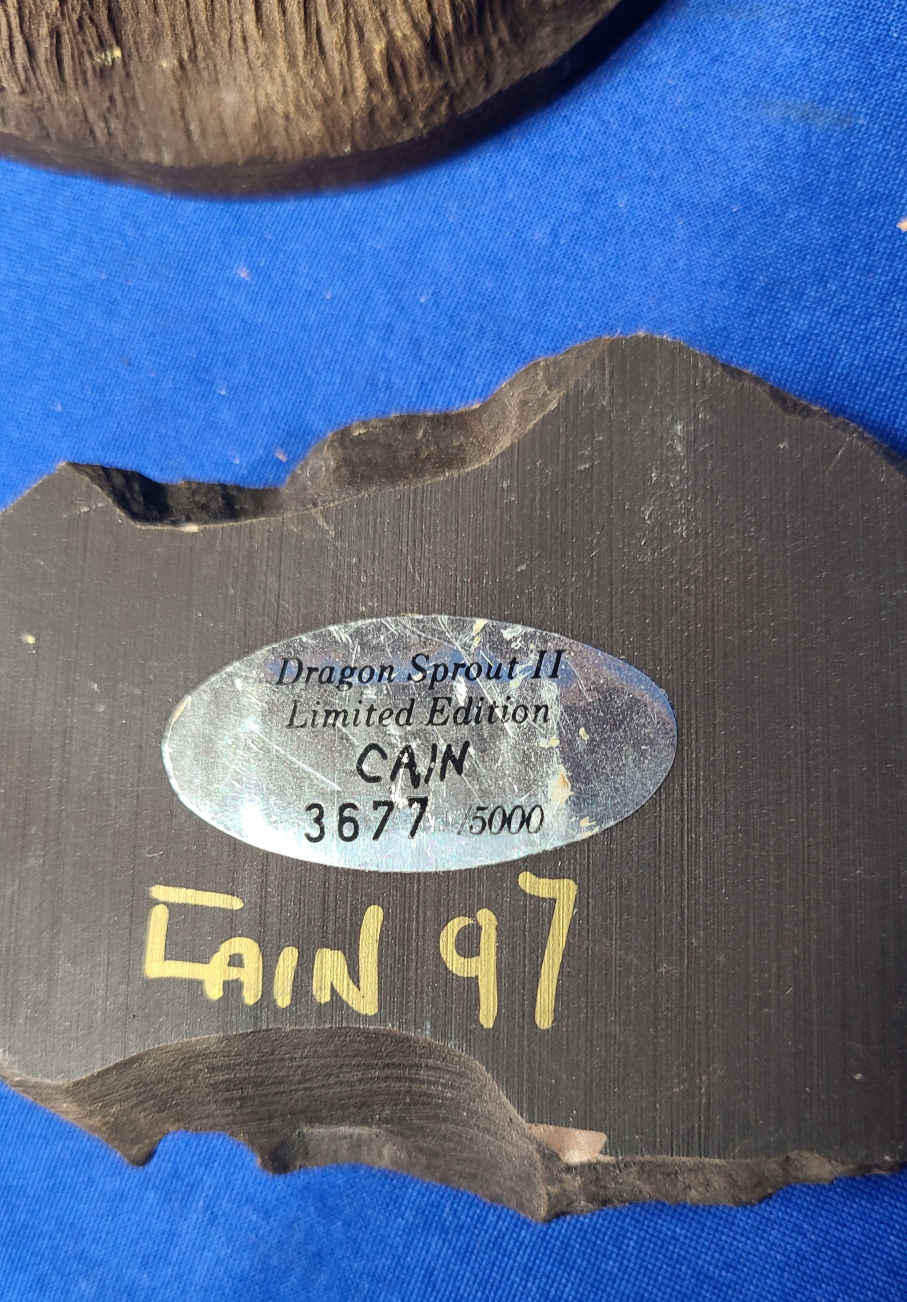 Dragon Sprout II
Limited Edition
CAIN
3677 /5000
CAIN 97